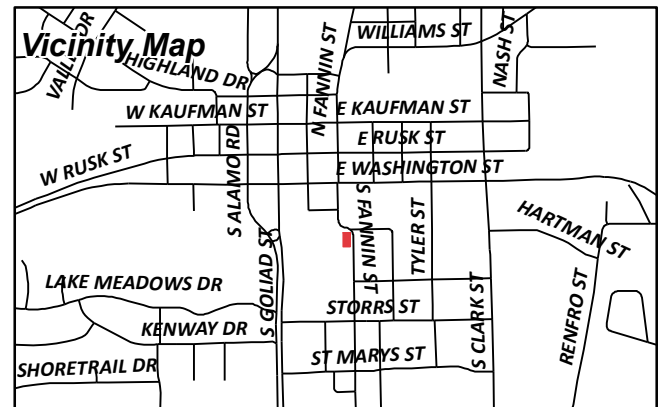 Vicinity Map
VALLEY DR
HIGHLAND DR
N FANNIN ST
WILLIAMS ST
NASH ST
W KAUFMAN ST
E KAUFMAN ST
E RUSK ST
W RUSK ST
E WASHINGTON ST
S ALAMO RD
S FANNIN ST
TYLER ST
HARTMAN ST
S GOLIAD ST
LAKE MEADOWS DR
STORRS ST
S CLARK ST
RENFRO ST
KENWAY DR
ST MARYS ST
SHORETRAIL DR